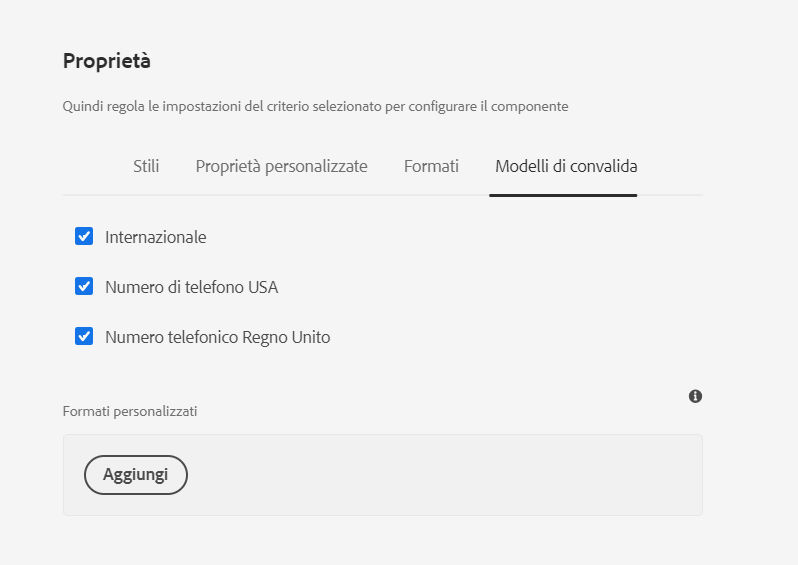 Proprietà
Quindi regola le impostazioni del criterio selezionato per configurare il componente
Stili Proprietà personalizzate Formati Modelli di convalida
Internazionale
Numero di telefono USA
Numero telefonico Regno Unito
Formati personalizzati
Aggiungi